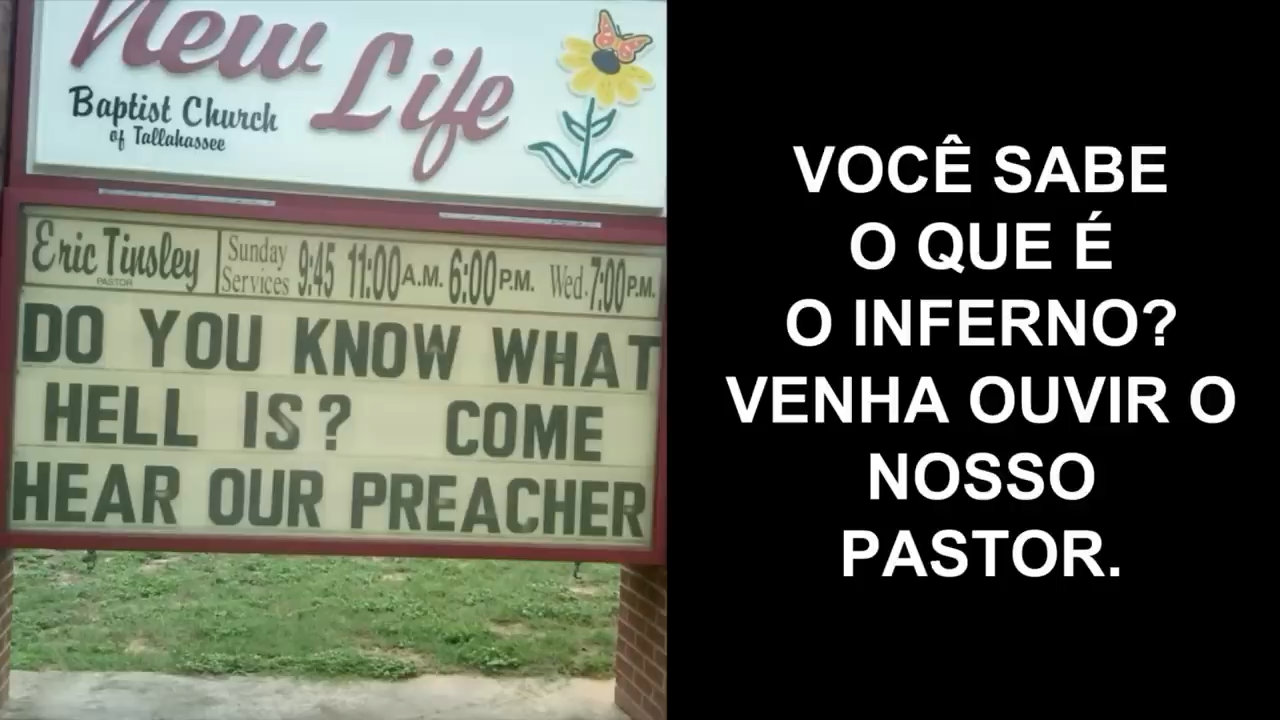 New Life
Baptist Church
of Tallahassee
Eric Tinsley
PASTOR
Sunday Services 9:45 11:00 A.M. 6:00 P.M. Wed. 7:00 P.M.
DO YOU KNOW WHAT
HELL IS? COME
HEAR OUR PREACHER
VOCÊ SABE
O QUE É
O INFERNO?
VENHA OUVIR O
NOSSO
PASTOR.